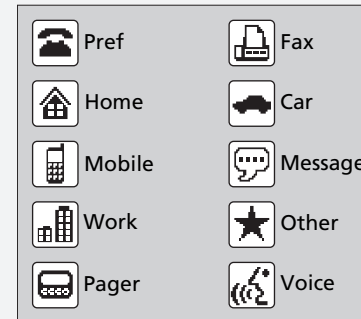 Pref
Fax
Home
Car
Mobile
Message
Work
Other
Pager
Voice